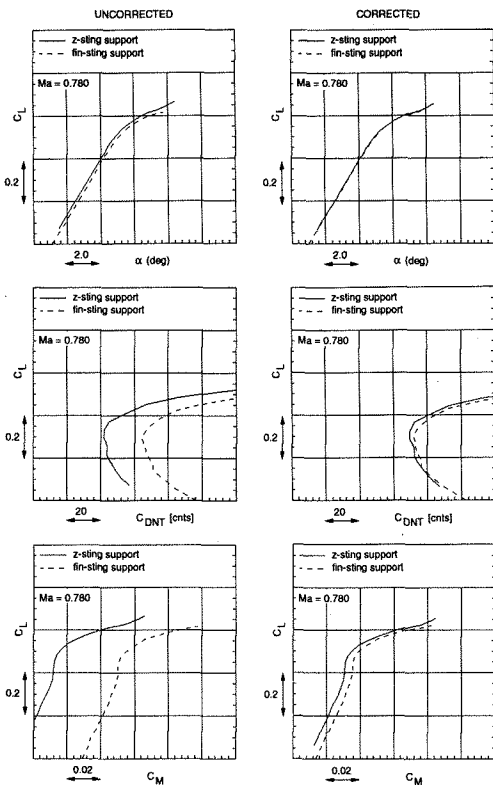 UNCORRECTED
CORRECTED
z-sting support
fin-sting support
Ma = 0.780
C_L
0.2
2.0
α (deg)
z-sting support
fin-sting support
Ma = 0.780
C_L
0.2
2.0
α (deg)
z-sting support
fin-sting support
Ma = 0.780
C_L
0.2
20
C_DNT [cnts]
z-sting support
fin-sting support
Ma = 0.780
C_L
0.2
20
C_DNT [cnts]
z-sting support
fin-sting support
Ma = 0.780
C_L
0.2
0.02
C_M
z-sting support
fin-sting support
Ma = 0.780
C_L
0.2
0.02
C_M